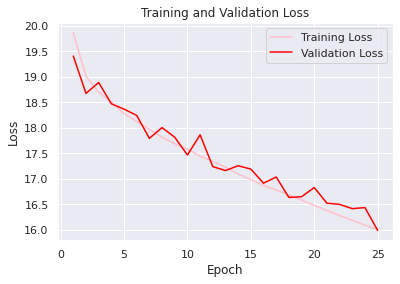 Training and Validation Loss
Training Loss
Validation Loss
20.0
19.5
19.0
18.5
18.0
17.5
17.0
16.5
16.0
Loss
0 5 10 15 20 25
Epoch